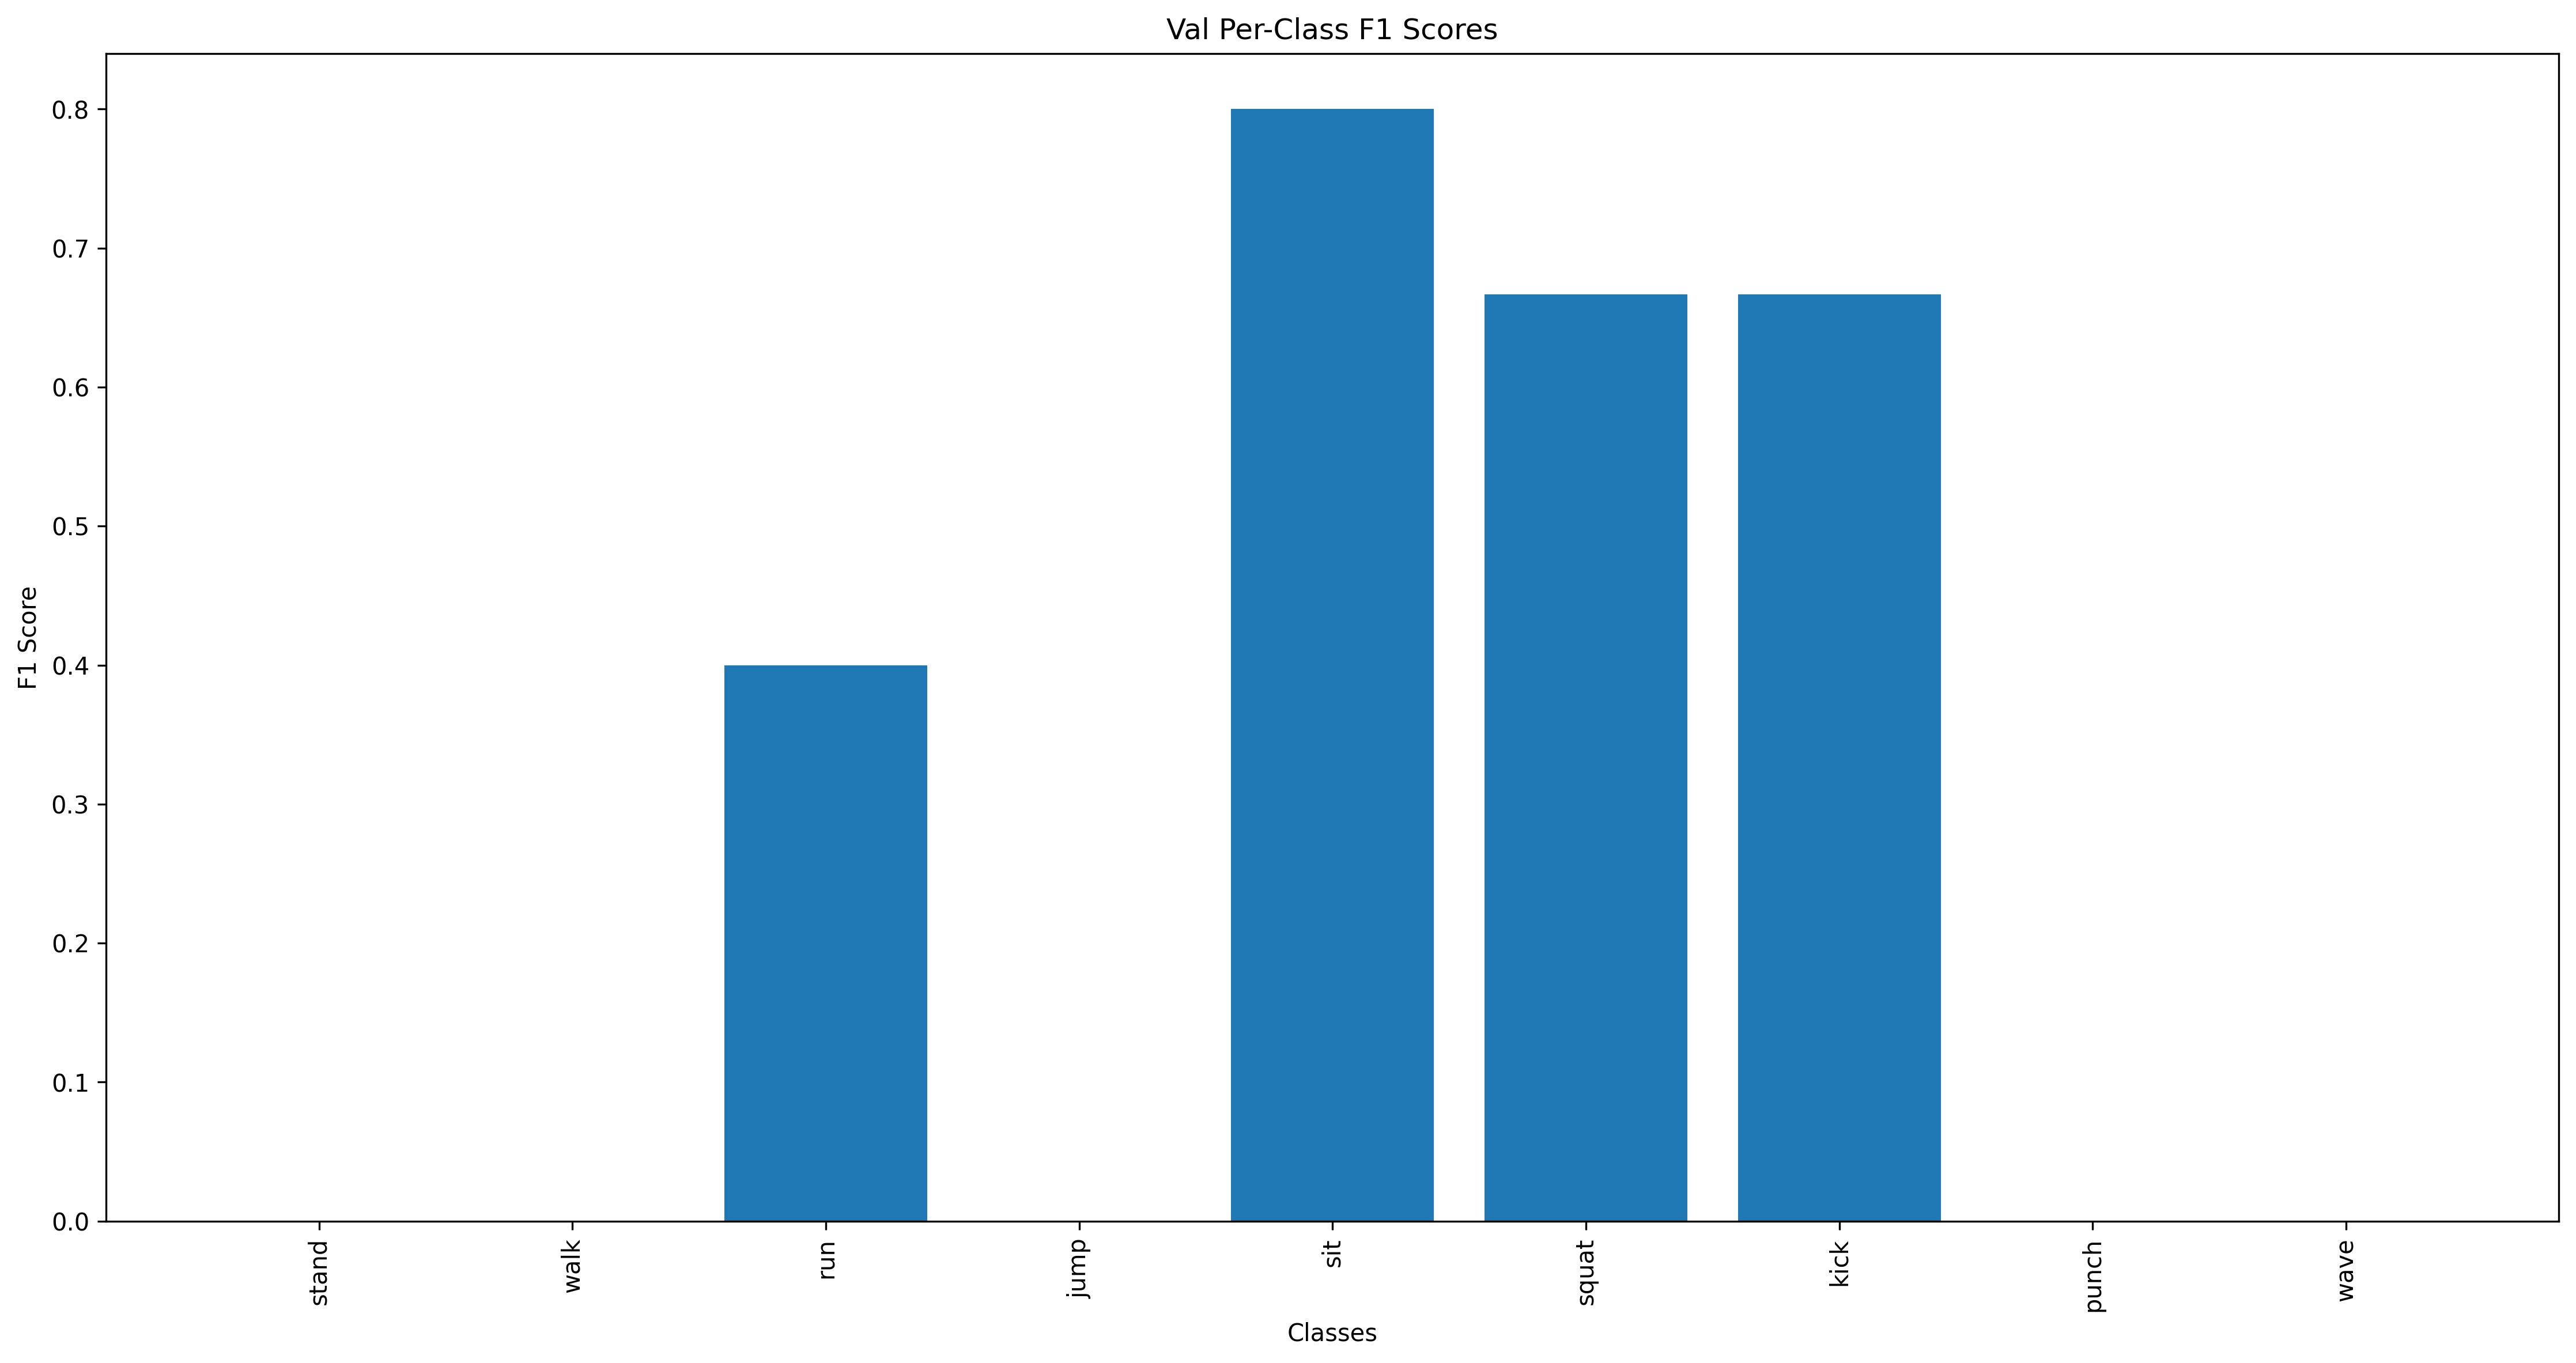 Val Per-Class F1 Scores
F1 Score
0.8
0.7
0.6
0.5
0.4
0.3
0.2
0.1
0.0
stand
walk
run
jump
sit
squat
kick
punch
wave
Classes